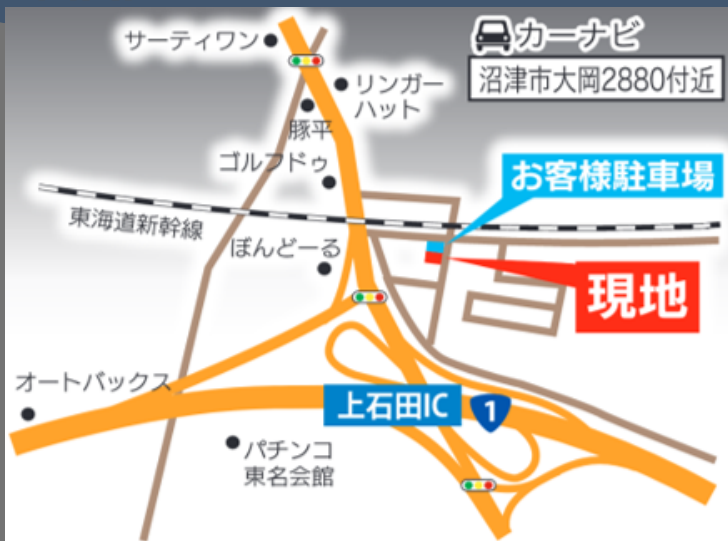 サーティワン
カーナビ
沼津市大岡2880付近
リンガー
ハット
豚平
ゴルフドゥ
お客様駐車場
東海道新幹線
ぼんどーる
現地
オートバックス
上石田IC
1
パチンコ
東名会館